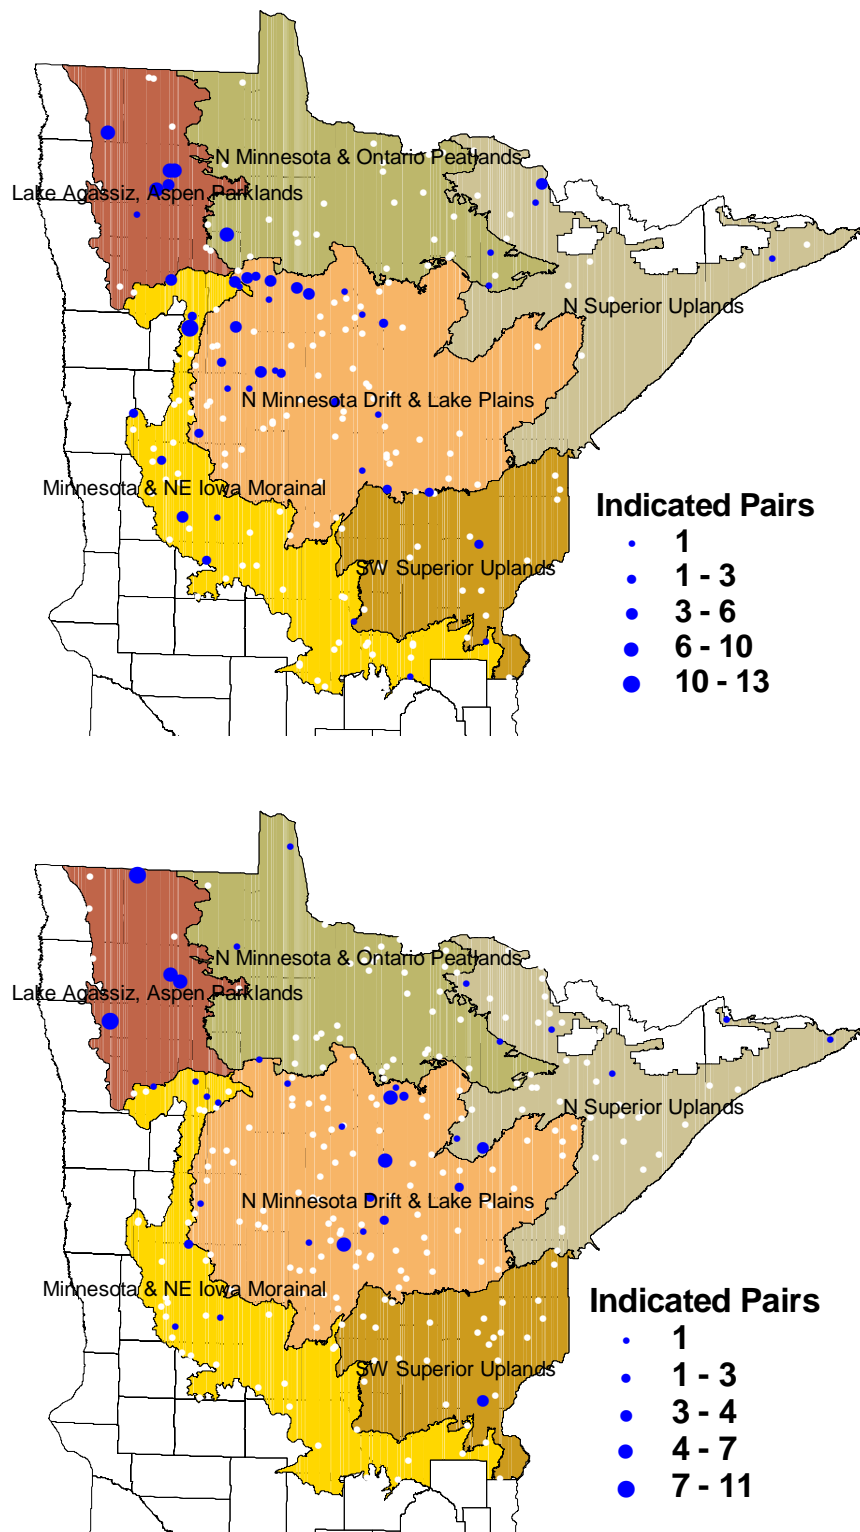 N Minnesota & Ontario Peatlands
Lake Agassiz, Aspen Parklands
N Superior Uplands
N Minnesota Drift & Lake Plains
Minnesota & NE Iowa Morainal
SW Superior Uplands
Indicated Pairs
1
1 - 3
3 - 6
6 - 10
10 - 13
N Minnesota & Ontario Peatlands
Lake Agassiz, Aspen Parklands
N Superior Uplands
N Minnesota Drift & Lake Plains
Minnesota & NE Iowa Morainal
SW Superior Uplands
Indicated Pairs
1
1 - 3
3 - 4
4 - 7
7 - 11